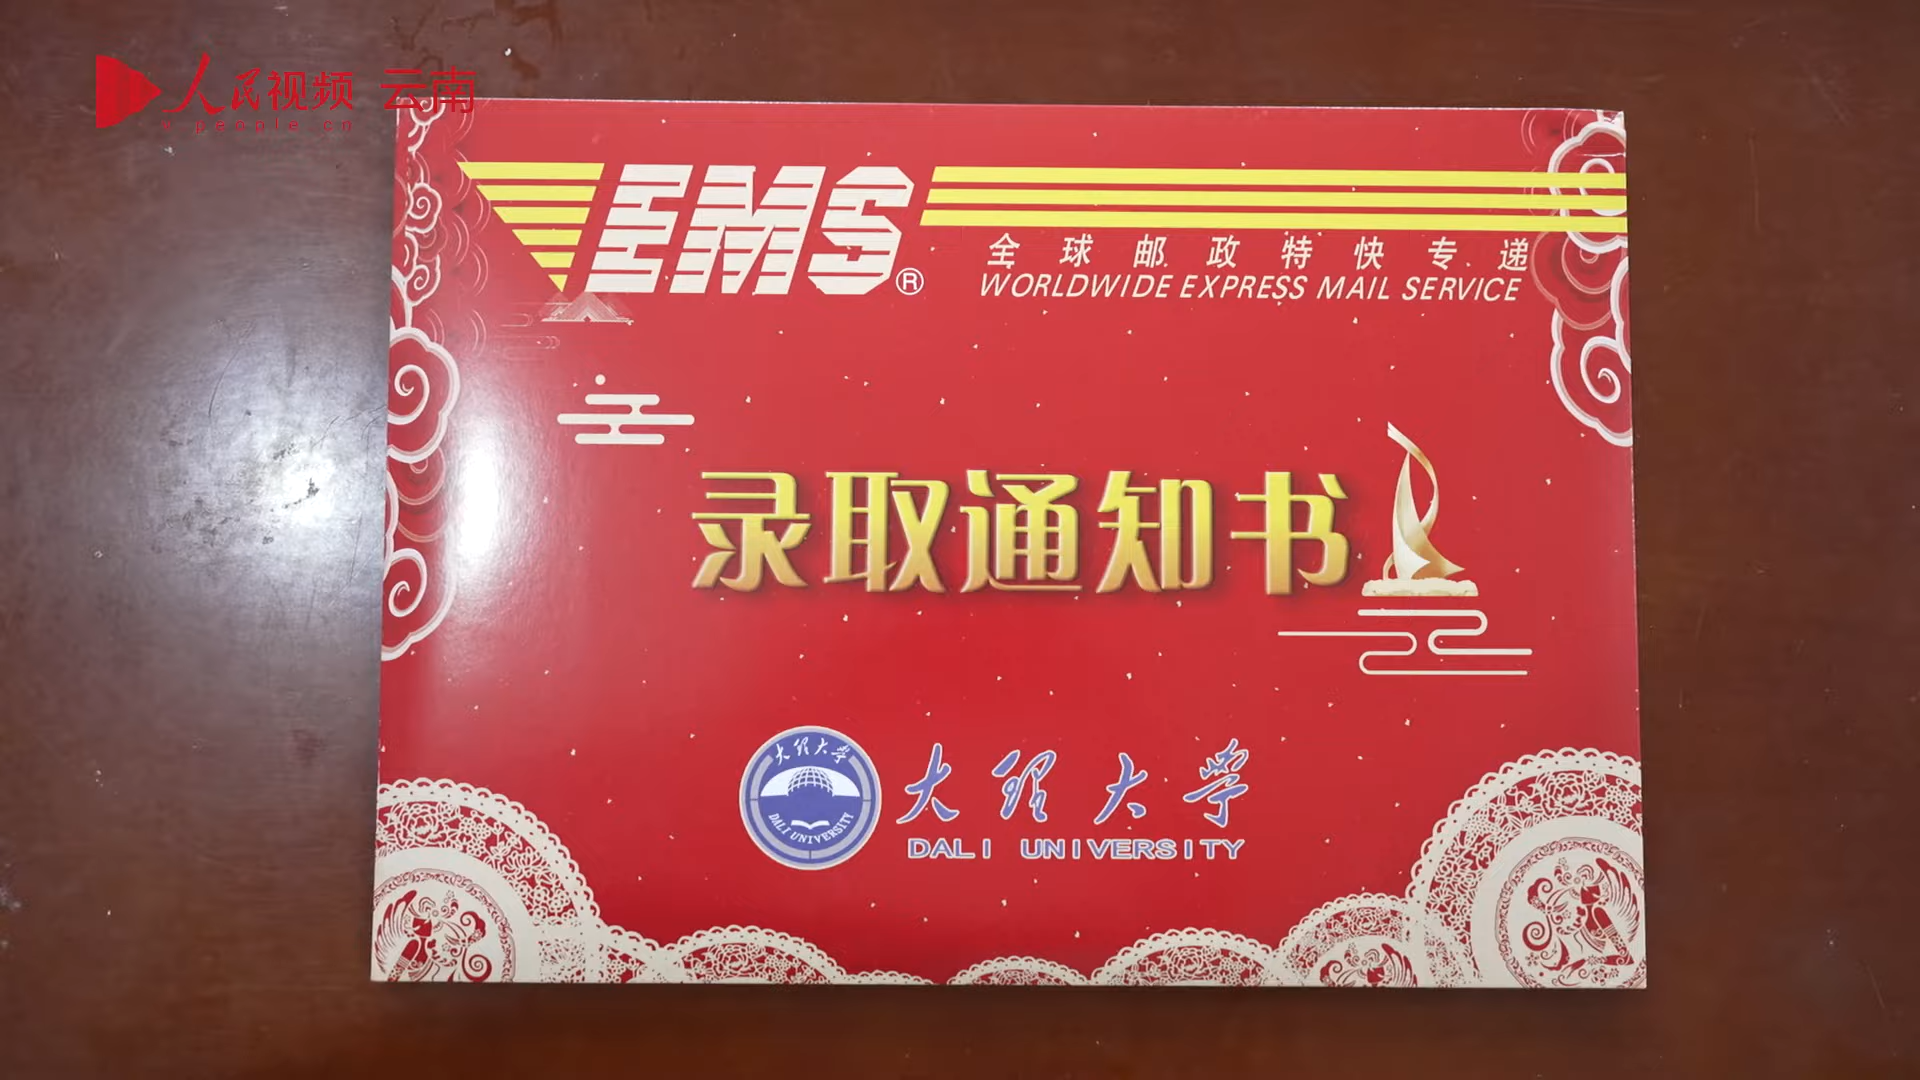 人民视频 云南
v.people.cn
EMS®
全球邮政特快专递
WORLDWIDE EXPRESS MAIL SERVICE
录取通知书
大理大学
DALI UNIVERSITY
大理大学
DALI UNIVERSITY